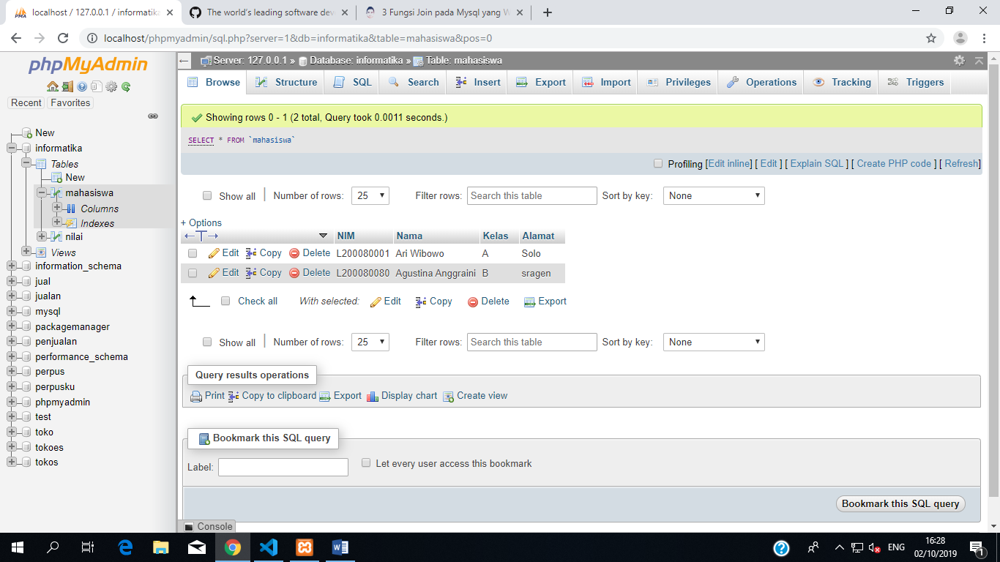 localhost / 127.0.0.1 / informatika
The world's leading software dev
3 Fungsi Join pada Mysql yang W
localhost/phpmyadmin/sql.php?server=1&db=informatika&table=mahasiswa&pos=0
phpMyAdmin
Recent Favorites
New
informatika
Tables
New
mahasiswa
Columns
Indexes
nilai
Views
information_schema
jual
jualan
mysql
packagemanager
penjualan
performance_schema
perpus
perpusku
phpmyadmin
test
toko
tokoes
tokos
Server: 127.0.0.1 » Database: informatika » Table: mahasiswa
Browse Structure SQL Search Insert Export Import Privileges Operations Tracking Triggers
Showing rows 0 - 1 (2 total, Query took 0.0011 seconds.)
SELECT * FROM `mahasiswa`
Profiling [Edit inline] [ Edit ] [ Explain SQL ] [ Create PHP code ] [ Refresh]
Show all | Number of rows: 25 Filter rows: Search this table Sort by key: None
+ Options
←T→ NIM Nama Kelas Alamat
Edit Copy Delete L200080001 Ari Wibowo A Solo
Edit Copy Delete L200080080 Agustina Anggraini B sragen
Check all With selected: Edit Copy Delete Export
Show all | Number of rows: 25 Filter rows: Search this table Sort by key: None
Query results operations
Print Copy to clipboard Export Display chart Create view
Bookmark this SQL query
Label: Let every user access this bookmark
Bookmark this SQL query
Console
ENG
16:28
02/10/2019
1